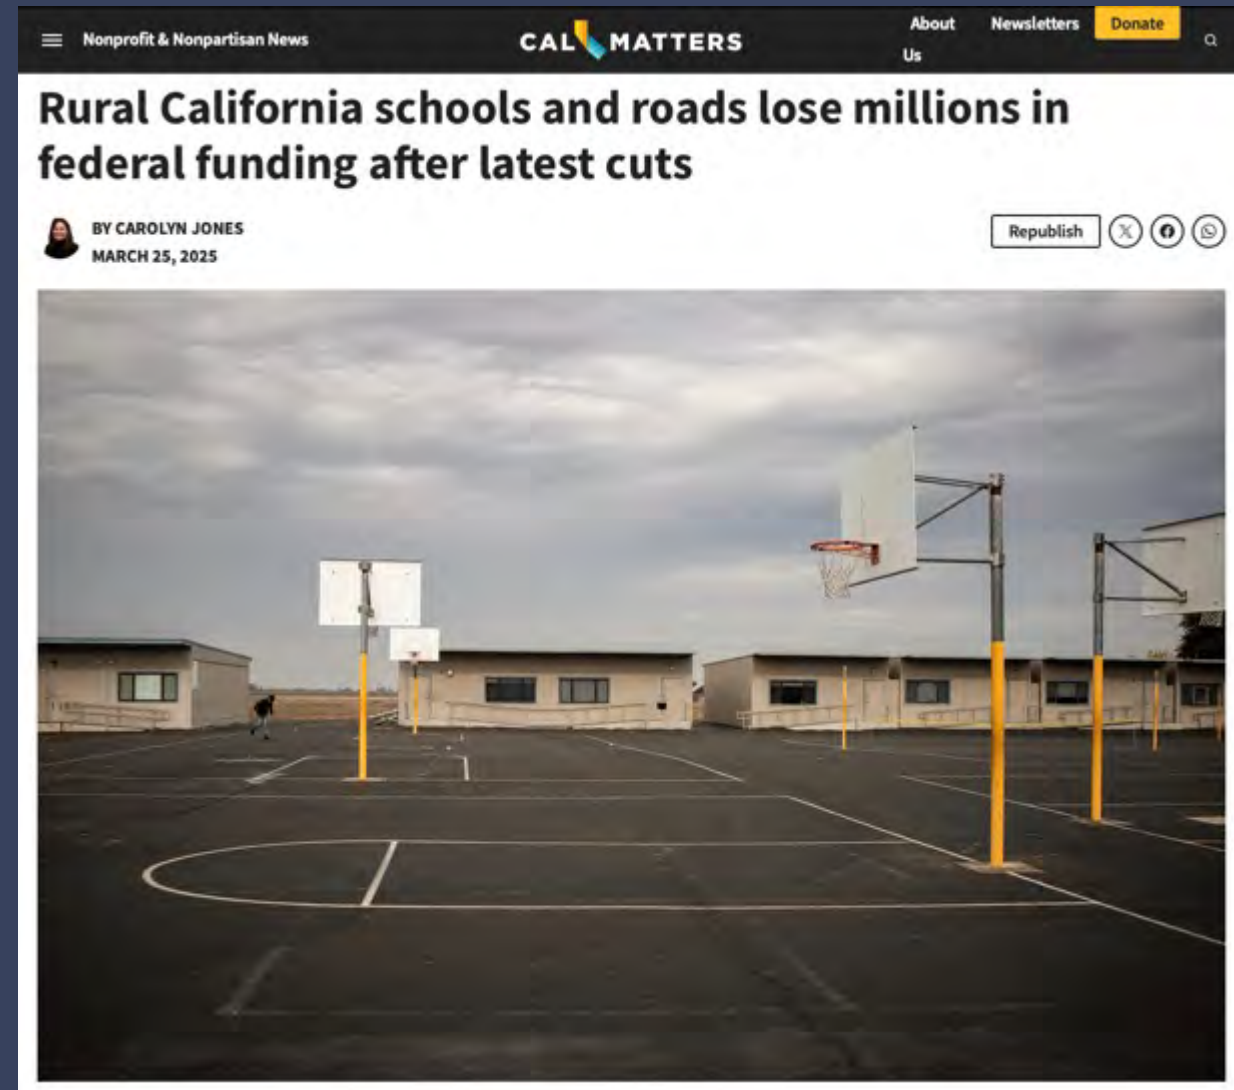 Nonprofit & Nonpartisan News
CAL MATTERS
About
Us
Newsletters
Donate
Rural California schools and roads lose millions in
federal funding after latest cuts
BY CAROLYN JONES
MARCH 25, 2025
Republish